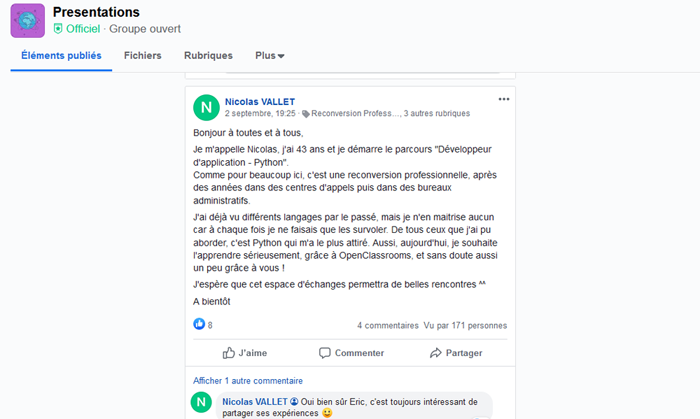 Presentations
Officiel · Groupe ouvert
Éléments publiés Fichiers Rubriques Plus
N
Nicolas VALLET
2 septembre, 19:25 · Reconversion Profess..., 3 autres rubriques
Bonjour à toutes et à tous,
Je m'appelle Nicolas, j'ai 43 ans et je démarre le parcours "Développeur
d'application - Python".
Comme pour beaucoup ici, c'est une reconversion professionnelle, après
des années dans des centres d'appels puis dans des bureaux
administratifs.
J'ai déjà vu différents langages par le passé, mais je n'en maitrise aucun
car à chaque fois je ne faisais que les survoler. De tous ceux que j'ai pu
aborder, c'est Python qui m'a le plus attiré. Aussi, aujourd'hui, je souhaite
l'apprendre sérieusement, grâce à OpenClassrooms, et sans doute aussi
un peu grâce à vous !
J'espère que cet espace d'échanges permettra de belles rencontres ^^
A bientôt
8
4 commentaires Vu par 171 personnes
J'aime Commenter Partager
Afficher 1 autre commentaire
N
Nicolas VALLET Oui bien sûr Eric, c'est toujours intéressant de
partager ses expériences